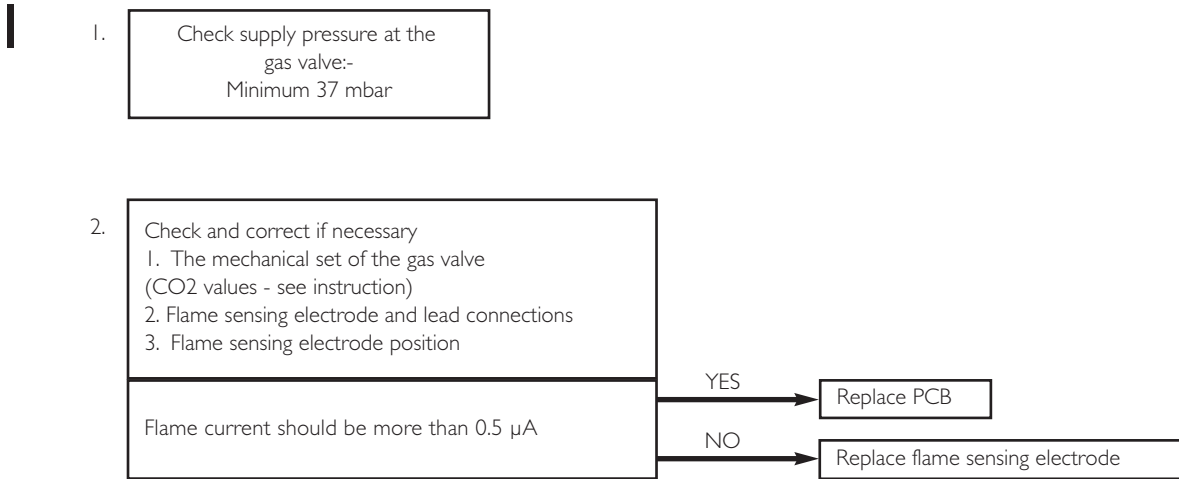 1.
Check supply pressure at the
gas valve:-
Minimum 37 mbar
2.
Check and correct if necessary
1. The mechanical set of the gas valve
(CO2 values - see instruction)
2. Flame sensing electrode and lead connections
3. Flame sensing electrode position
Flame current should be more than 0.5 µA
YES
Replace PCB
NO
Replace flame sensing electrode